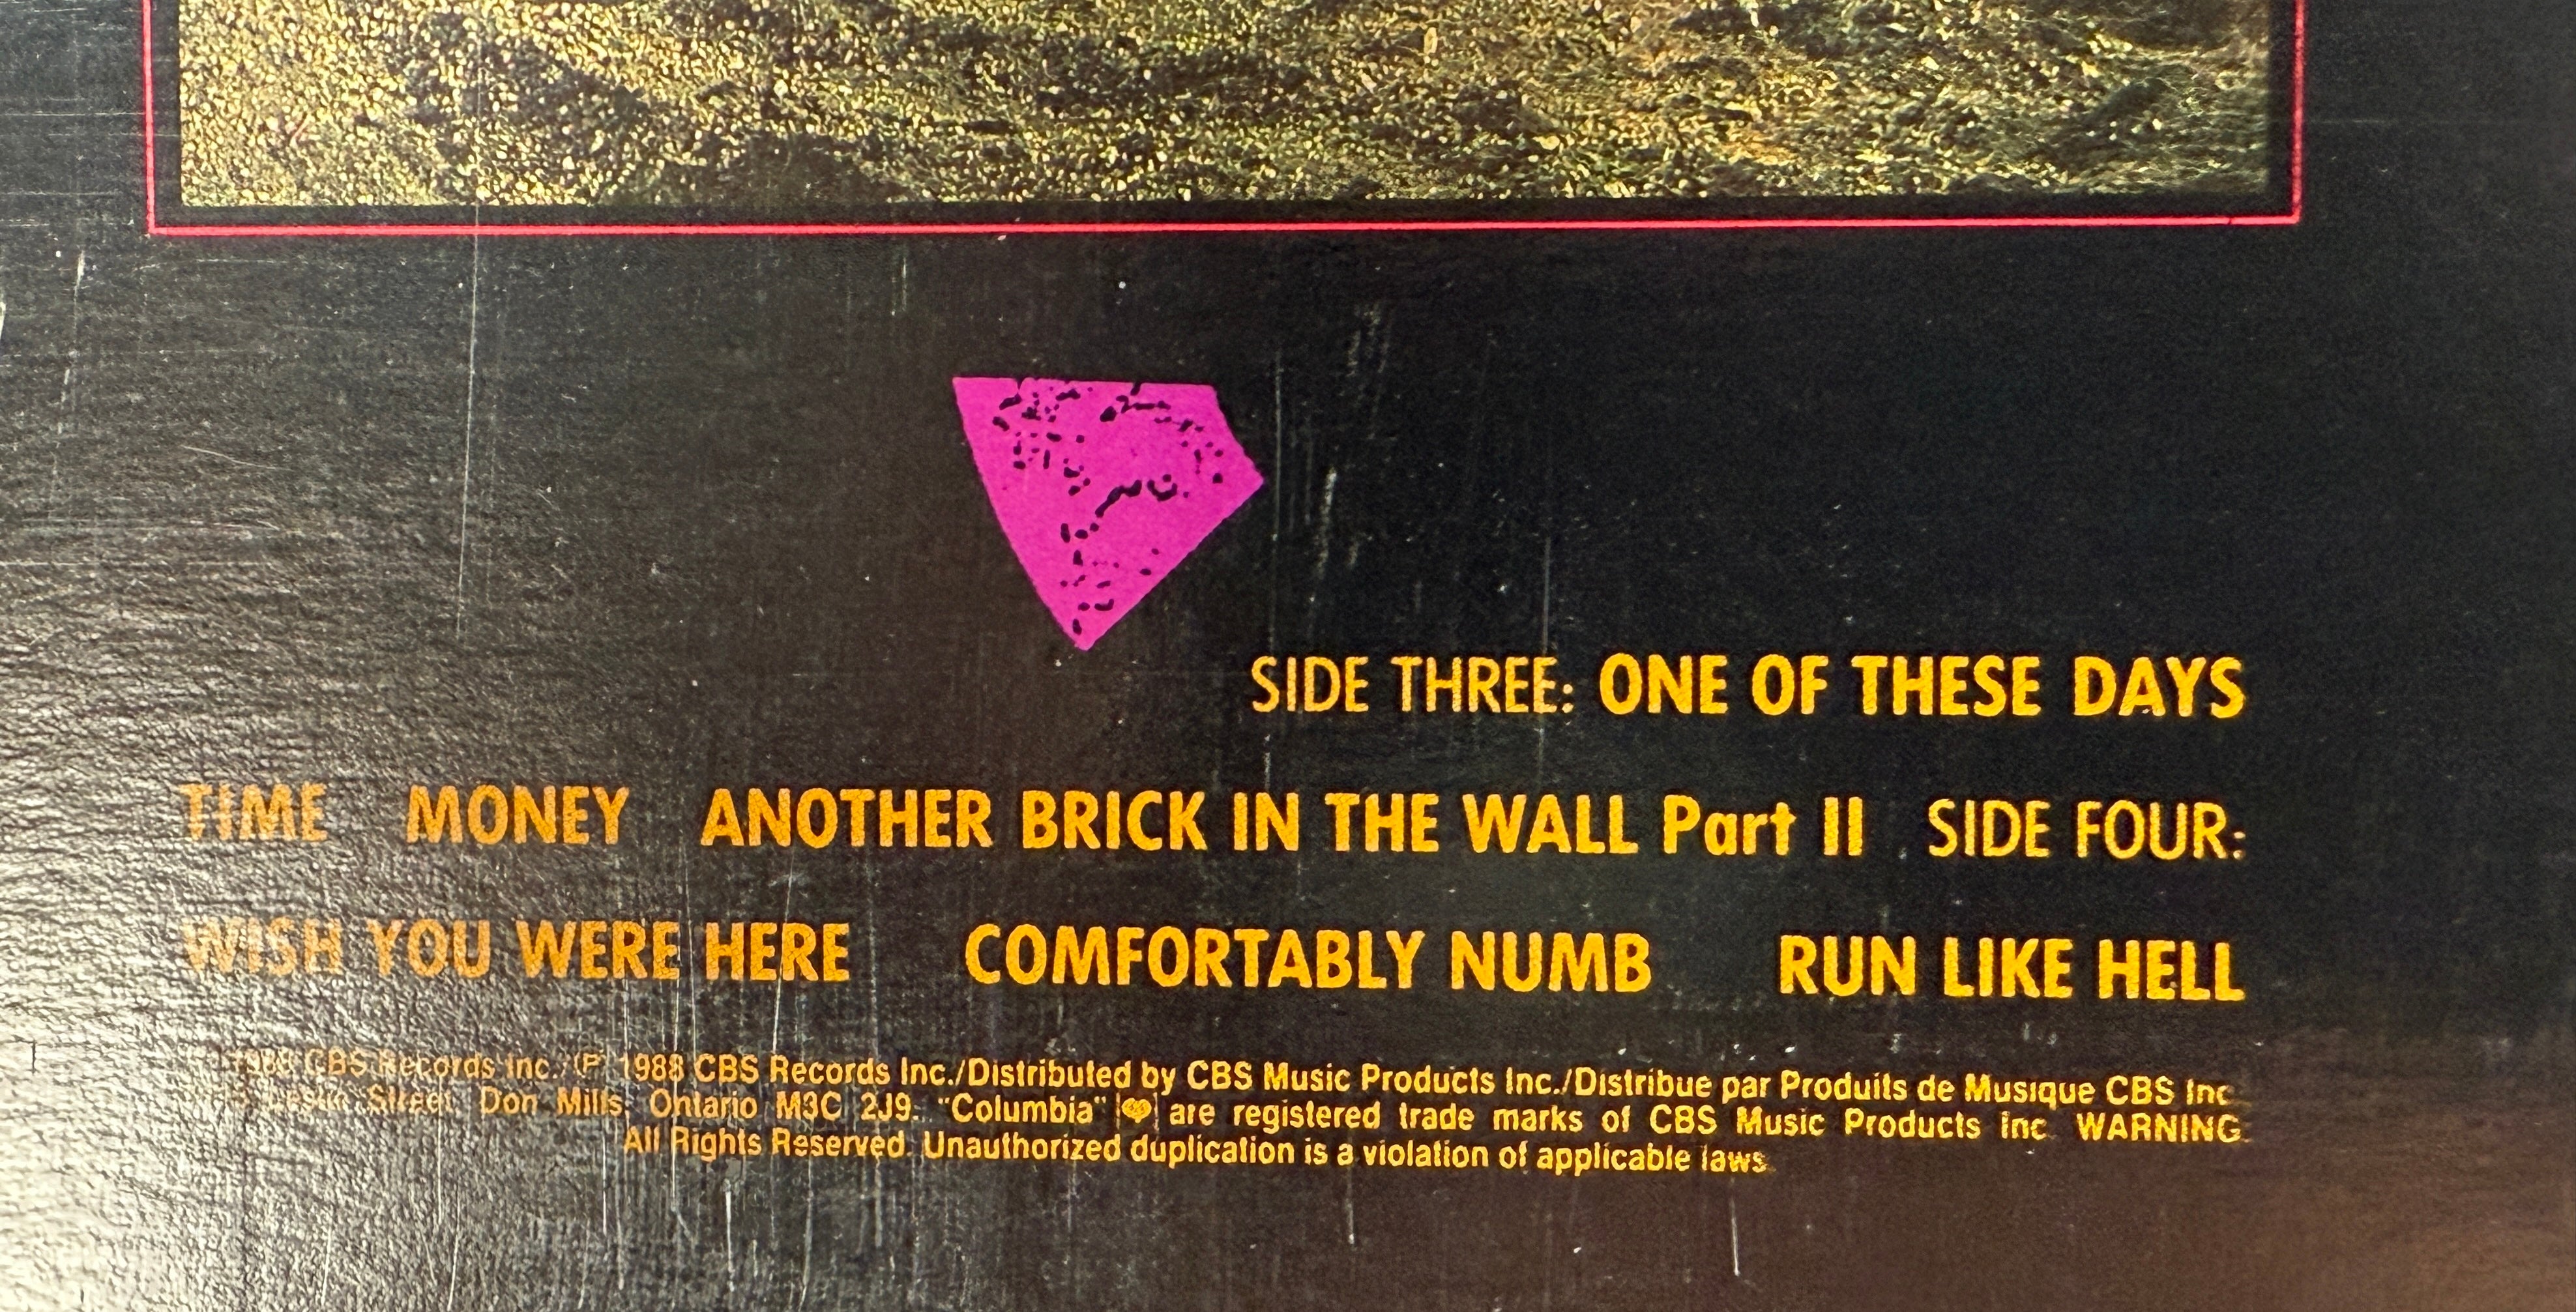 SIDE THREE: ONE OF THESE DAYS
TIME MONEY ANOTHER BRICK IN THE WALL Part II SIDE FOUR:
WISH YOU WERE HERE COMFORTABLY NUMB RUN LIKE HELL
1988 CBS Records Inc./℗ 1988 CBS Records Inc./Distributed by CBS Music Products Inc./Distribue par Produits de Musique CBS Inc
Leslie Street, Don Mills, Ontario M3C 2J9. "Columbia" are registered trade marks of CBS Music Products Inc WARNING:
All Rights Reserved. Unauthorized duplication is a violation of applicable laws.